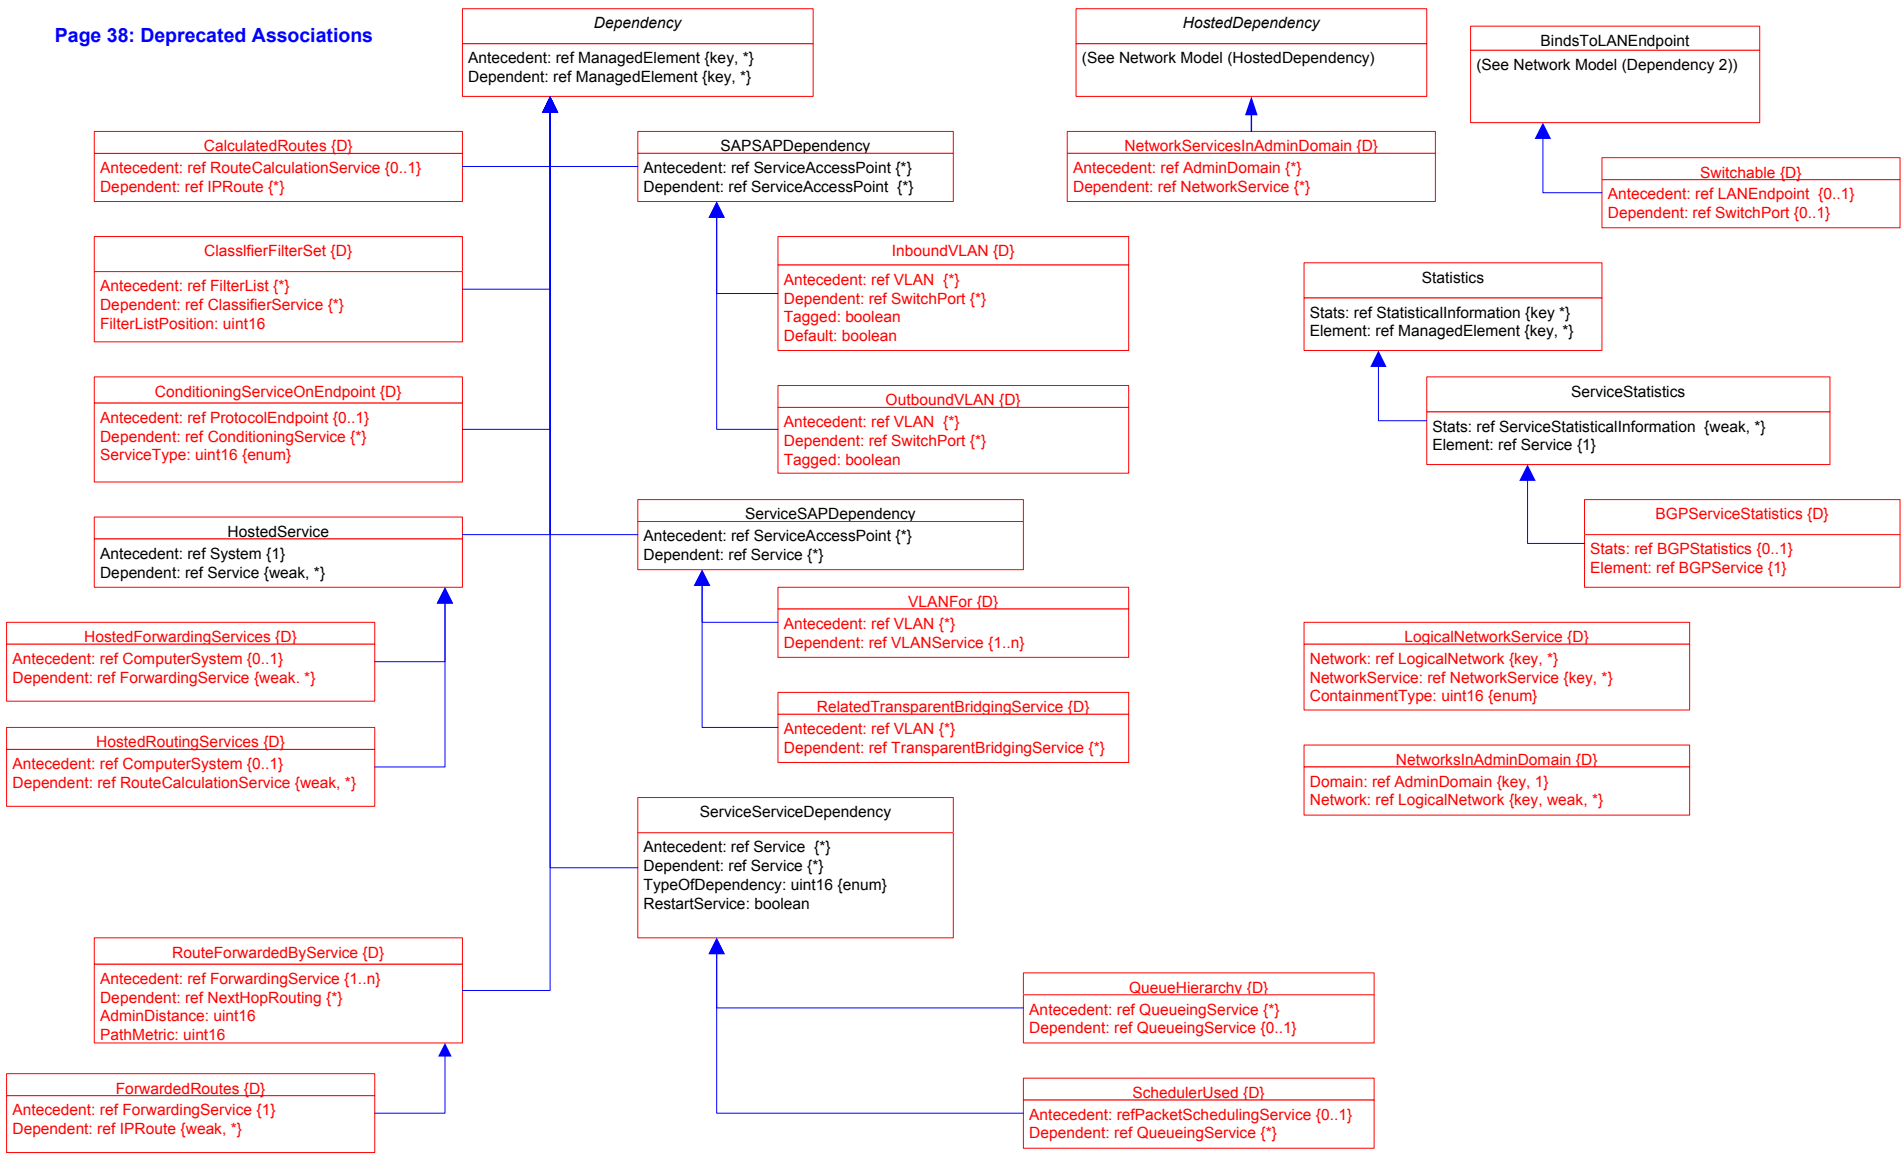 Page 38: Deprecated Associations
Dependency
Antecedent: ref ManagedElement {key, *}
Dependent: ref ManagedElement {key, *}
HostedDependency
(See Network Model (HostedDependency)
BindsToLANEndpoint
(See Network Model (Dependency 2))
CalculatedRoutes {D}
Antecedent: ref RouteCalculationService {0..1}
Dependent: ref IPRoute {*}
SAPSAPDependency
Antecedent: ref ServiceAccessPoint {*}
Dependent: ref ServiceAccessPoint  {*}
NetworkServicesInAdminDomain {D}
Antecedent: ref AdminDomain {*}
Dependent: ref NetworkService {*}
Switchable {D}
Antecedent: ref LANEndpoint  {0..1}
Dependent: ref SwitchPort {0..1}
ClassIfierFilterSet {D}
Antecedent: ref FilterList {*}
Dependent: ref ClassifierService {*}
FilterListPosition: uint16
InboundVLAN {D}
Antecedent: ref VLAN  {*}
Dependent: ref SwitchPort {*}
Tagged: boolean
Default: boolean
Statistics
Stats: ref StatisticalInformation {key *}
Element: ref ManagedElement {key, *}
ConditioningServiceOnEndpoint {D}
Antecedent: ref ProtocolEndpoint {0..1}
Dependent: ref ConditioningService {*}
ServiceType: uint16 {enum}
OutboundVLAN {D}
Antecedent: ref VLAN  {*}
Dependent: ref SwitchPort {*}
Tagged: boolean
ServiceStatistics
Stats: ref ServiceStatisticalInformation  {weak, *}
Element: ref Service {1}
HostedService
Antecedent: ref System {1}
Dependent: ref Service {weak, *}
ServiceSAPDependency
Antecedent: ref ServiceAccessPoint {*}
Dependent: ref Service {*}
BGPServiceStatistics {D}
Stats: ref BGPStatistics {0..1}
Element: ref BGPService {1}
HostedForwardingServices {D}
Antecedent: ref ComputerSystem {0..1}
Dependent: ref ForwardingService {weak. *}
VLANFor {D}
Antecedent: ref VLAN {*}
Dependent: ref VLANService {1..n}
LogicalNetworkService {D}
Network: ref LogicalNetwork {key, *}
NetworkService: ref NetworkService {key, *}
ContainmentType: uint16 {enum}
HostedRoutingServices {D}
Antecedent: ref ComputerSystem {0..1}
Dependent: ref RouteCalculationService {weak, *}
RelatedTransparentBridgingService {D}
Antecedent: ref VLAN {*}
Dependent: ref TransparentBridgingService {*}
NetworksInAdminDomain {D}
Domain: ref AdminDomain {key, 1}
Network: ref LogicalNetwork {key, weak, *}
ServiceServiceDependency
Antecedent: ref Service  {*}
Dependent: ref Service {*}
TypeOfDependency: uint16 {enum}
RestartService: boolean
RouteForwardedByService {D}
Antecedent: ref ForwardingService {1..n}
Dependent: ref NextHopRouting {*}
AdminDistance: uint16
PathMetric: uint16
QueueHierarchy {D}
Antecedent: ref QueueingService {*}
Dependent: ref QueueingService {0..1}
ForwardedRoutes {D}
Antecedent: ref ForwardingService {1}
Dependent: ref IPRoute {weak, *}
SchedulerUsed {D}
Antecedent: refPacketSchedulingService {0..1}
Dependent: ref QueueingService {*}